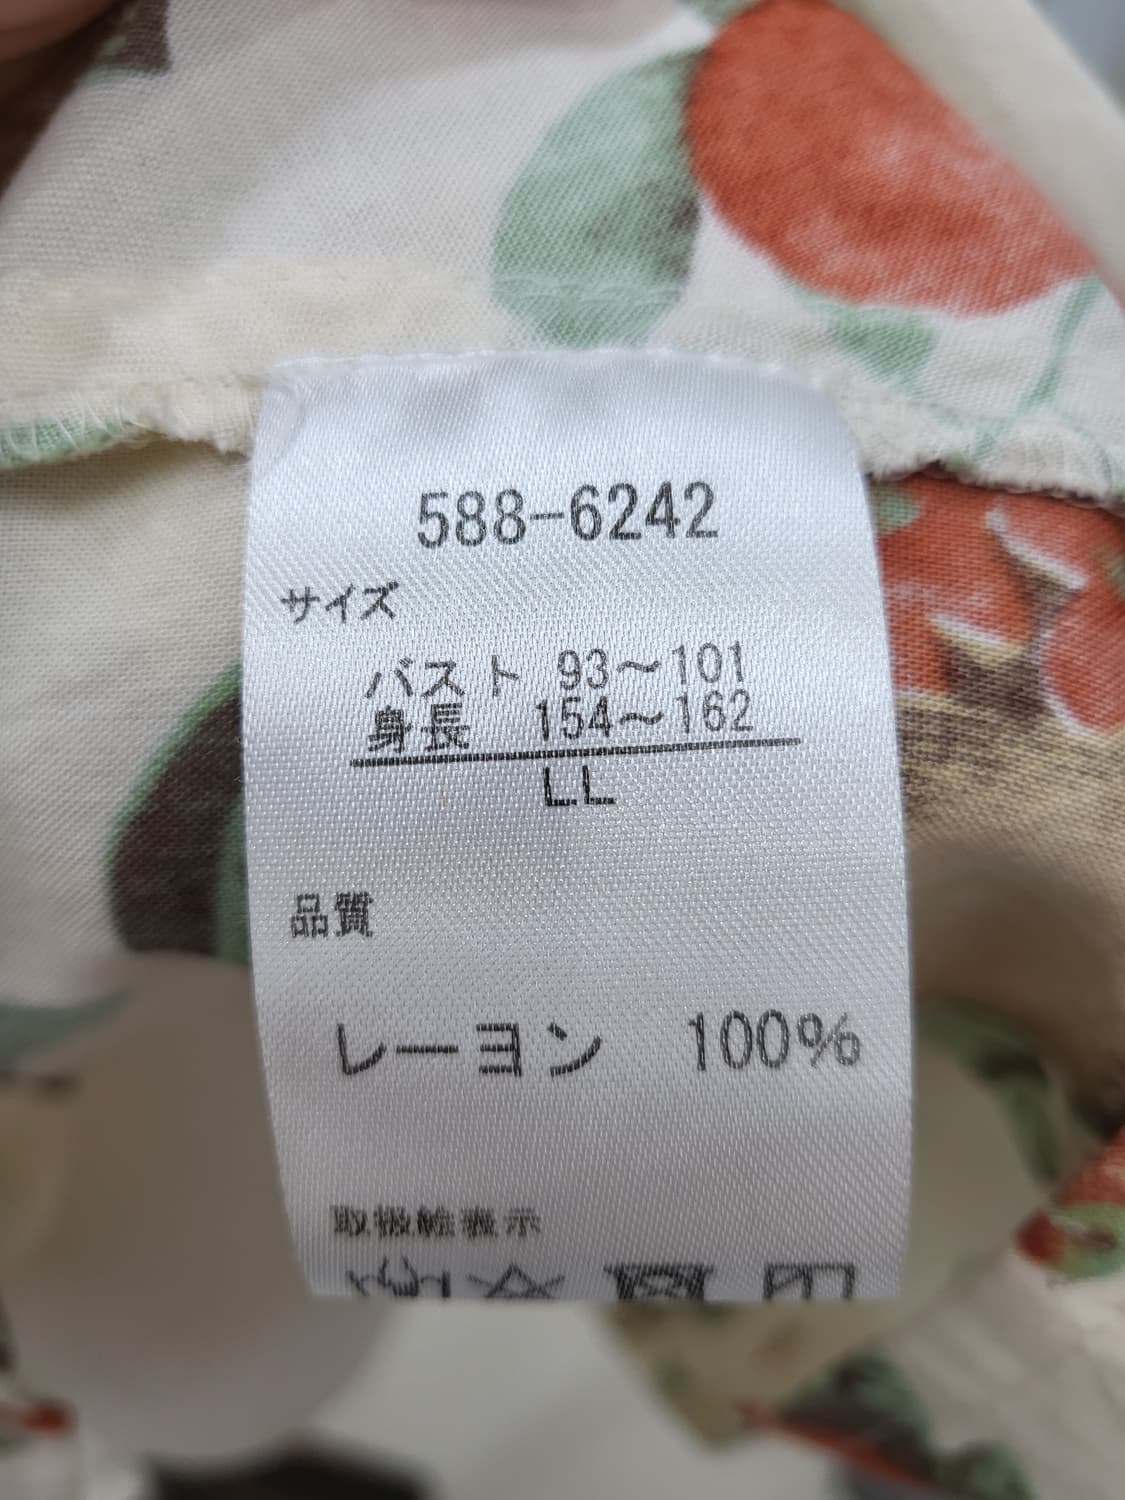 588-6242
サイズ
バスト 93～101
身長 154～162
LL
品質
レーヨン 100%
取扱絵表示